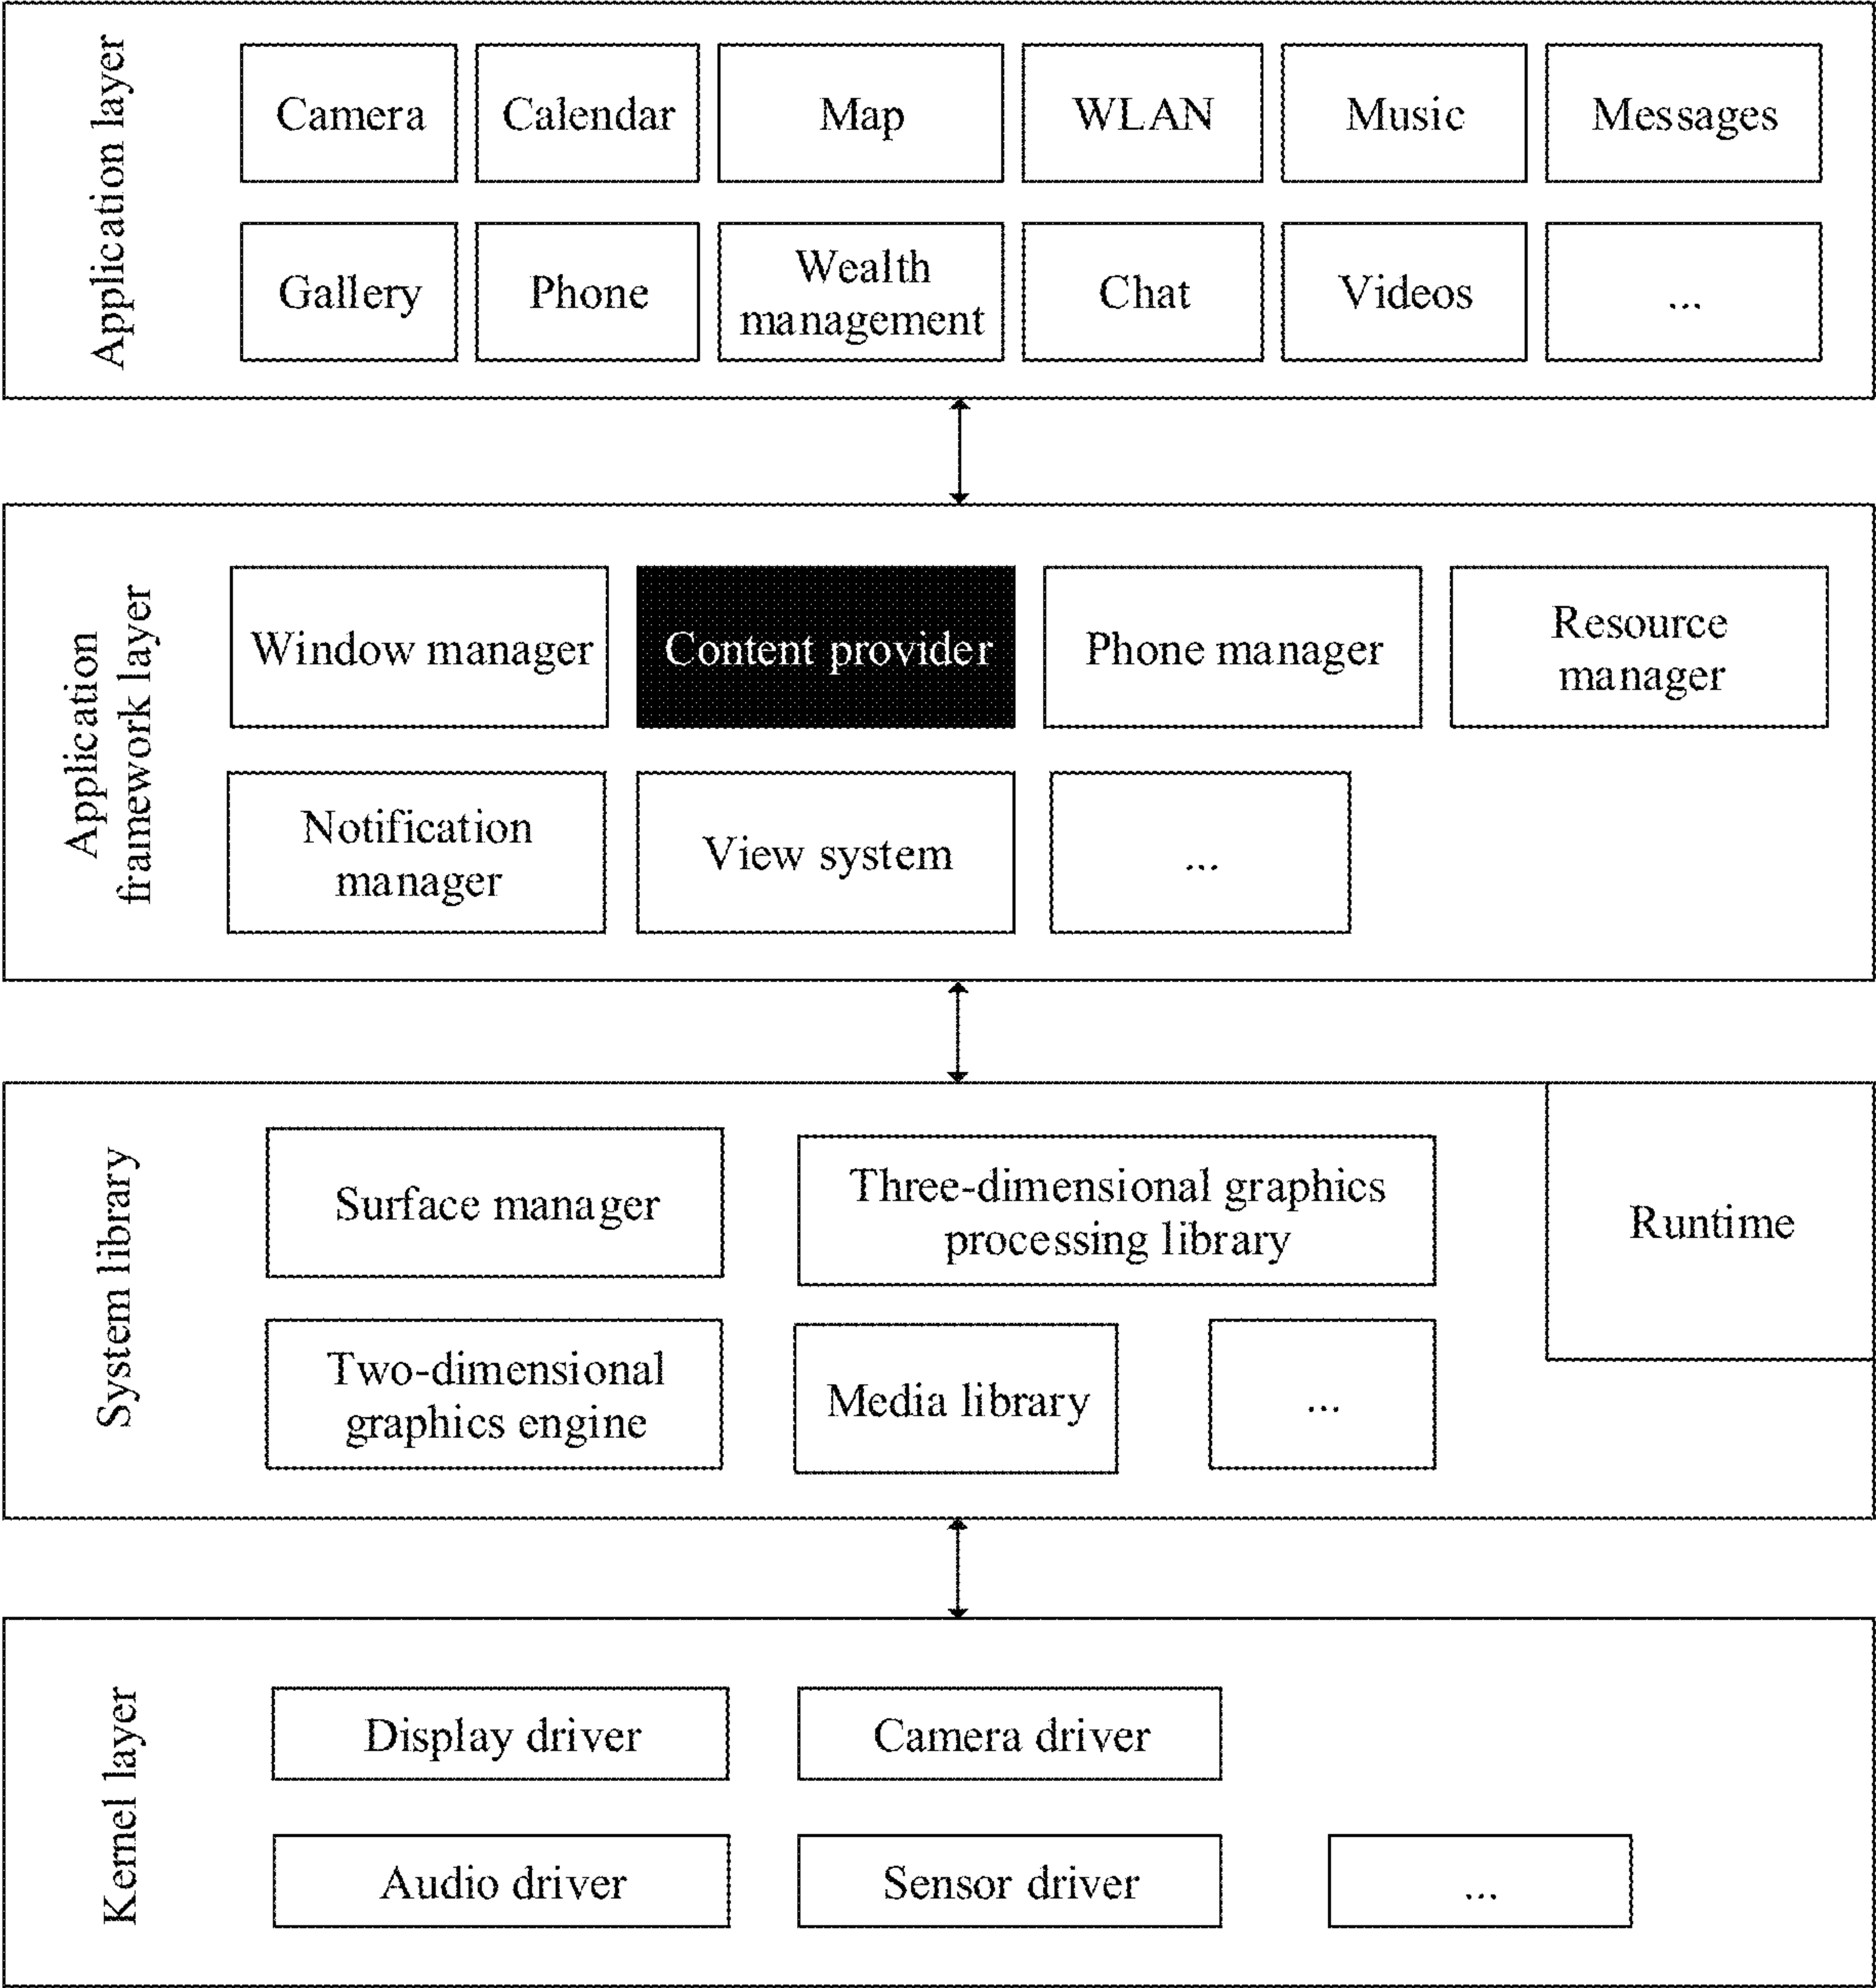 Application layer
Camera
Calendar
Map
WLAN
Music
Messages
Gallery
Phone
Wealth
management
Chat
Videos
...
Application
framework layer
Window manager
Content provider
Phone manager
Resource
manager
Notification
manager
View system
...
System library
Surface manager
Three-dimensional graphics
processing library
Runtime
Two-dimensional
graphics engine
Media library
...
Kernel layer
Display driver
Camera driver
Audio driver
Sensor driver
...